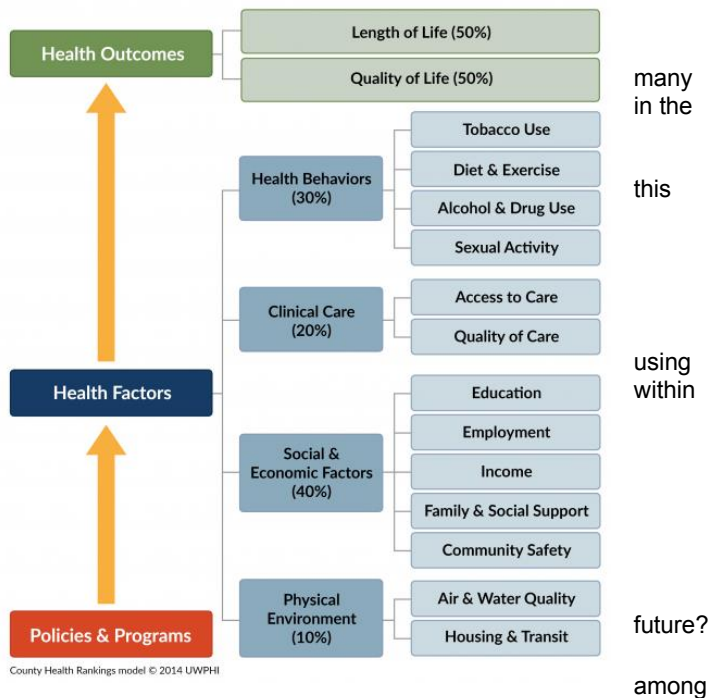 Health Outcomes
Length of Life (50%)
Quality of Life (50%)
many
in the
Health Behaviors
(30%)
Tobacco Use
Diet & Exercise
this
Alcohol & Drug Use
Sexual Activity
Clinical Care
(20%)
Access to Care
Quality of Care
using
within
Health Factors
Social &
Economic Factors
(40%)
Education
Employment
Income
Family & Social Support
Community Safety
Physical
Environment
(10%)
Air & Water Quality
Housing & Transit
future?
Policies & Programs
County Health Rankings model © 2014 UWPHI
among